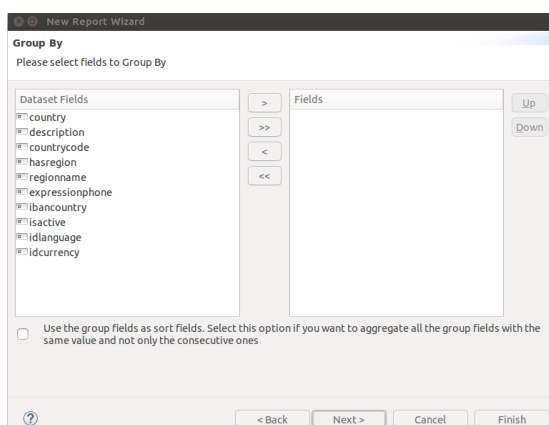 New Report Wizard
Group By
Please select fields to Group By
Dataset Fields
country
description
countrycode
hasregion
regionname
expressionphone
ibancountry
isactive
idlanguage
idcurrency
>
>>
<
<<
Fields
Up
Down
Use the group fields as sort fields. Select this option if you want to aggregate all the group fields with the
same value and not only the consecutive ones
?
< Back Next > Cancel Finish